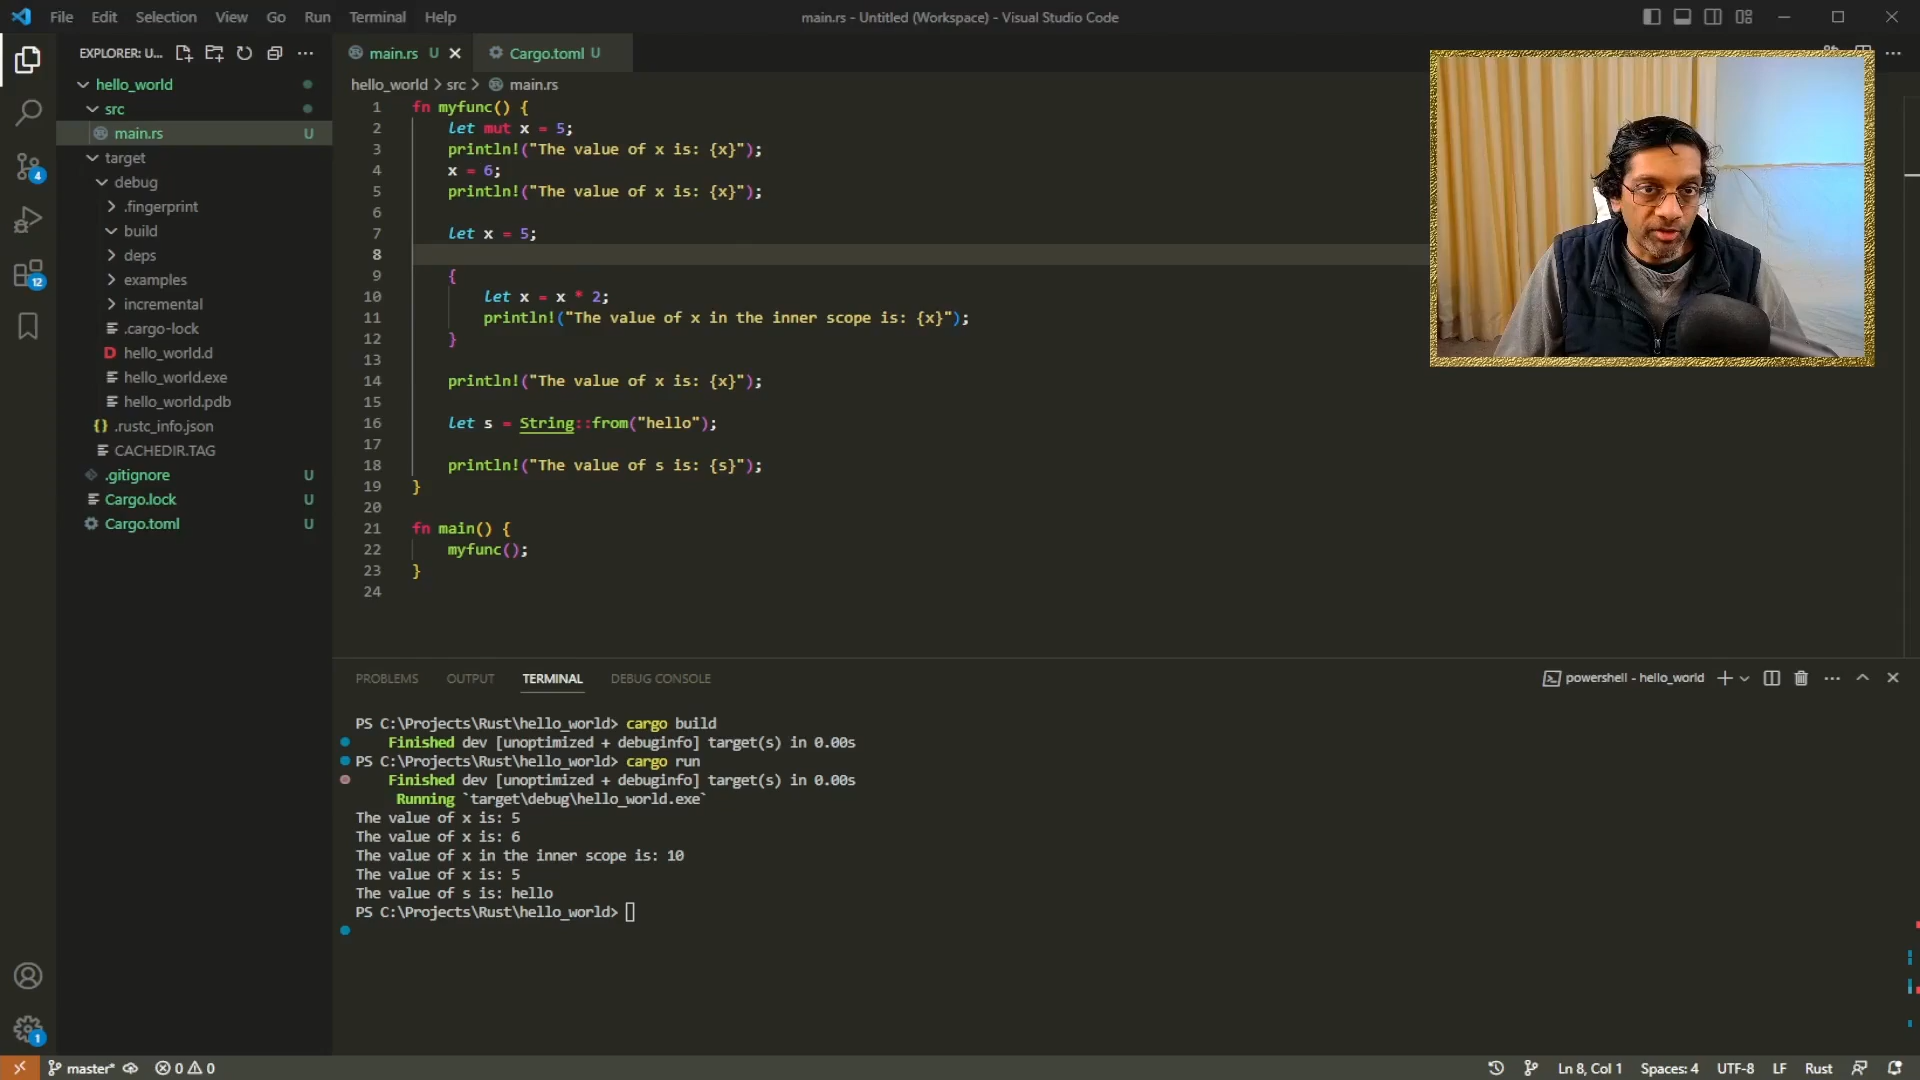 File Edit Selection View Go Run Terminal Help
main.rs - Untitled (Workspace) - Visual Studio Code
EXPLORER: U...
main.rs U
Cargo.toml U
hello_world
src
main.rs U
target
debug
.fingerprint
build
deps
examples
incremental
.cargo-lock
D hello_world.d
hello_world.exe
hello_world.pdb
{} .rustc_info.json
CACHEDIR.TAG
.gitignore U
Cargo.lock U
Cargo.toml U
4
12
1
hello_world > src > main.rs
1 fn myfunc() {
2 let mut x = 5;
3 println!("The value of x is: {x}");
4 x = 6;
5 println!("The value of x is: {x}");
6
7 let x = 5;
8
9 {
10 let x = x * 2;
11 println!("The value of x in the inner scope is: {x}");
12 }
13
14 println!("The value of x is: {x}");
15
16 let s = String::from("hello");
17
18 println!("The value of s is: {s}");
19 }
20
21 fn main() {
22 myfunc();
23 }
24
PROBLEMS OUTPUT TERMINAL DEBUG CONSOLE
powershell - hello_world
PS C:\Projects\Rust\hello_world> cargo build
Finished dev [unoptimized + debuginfo] target(s) in 0.00s
PS C:\Projects\Rust\hello_world> cargo run
Finished dev [unoptimized + debuginfo] target(s) in 0.00s
Running `target\debug\hello_world.exe`
The value of x is: 5
The value of x is: 6
The value of x in the inner scope is: 10
The value of x is: 5
The value of s is: hello
PS C:\Projects\Rust\hello_world>
master* 0 0
Ln 8, Col 1 Spaces: 4 UTF-8 LF Rust